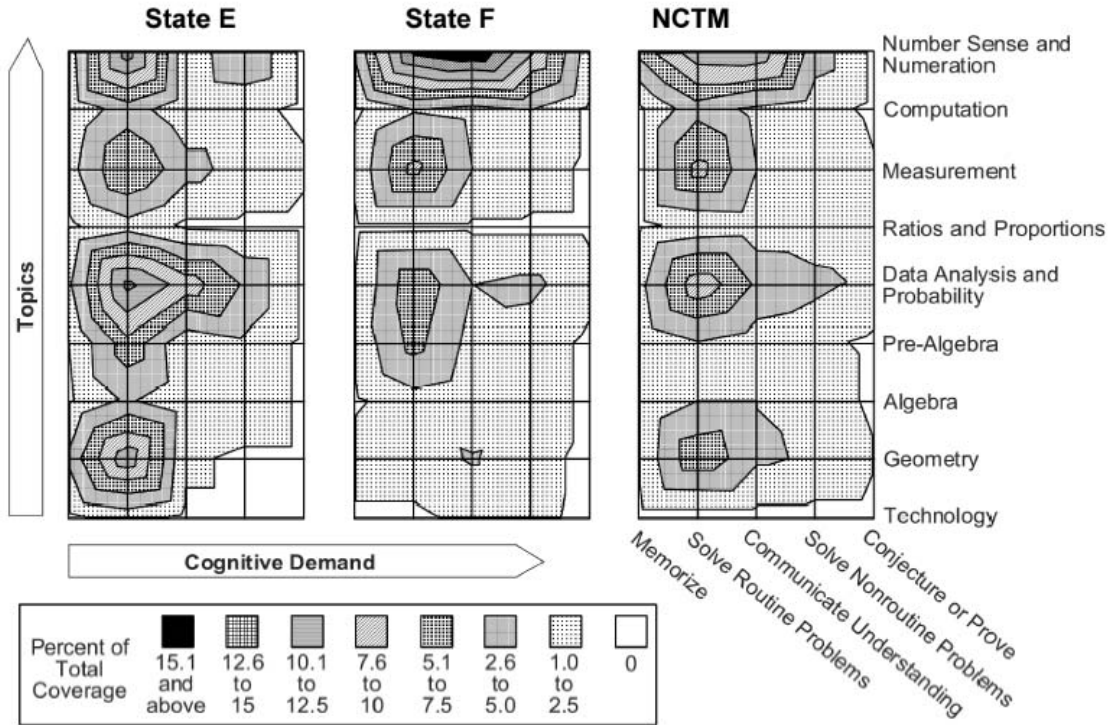 State E
State F
NCTM
Number Sense and
Numeration
Computation
Measurement
Ratios and Proportions
Data Analysis and
Probability
Pre-Algebra
Algebra
Geometry
Technology
Topics
Cognitive Demand
Memorize
Solve Routine Problems
Communicate Understanding
Solve Nonroutine Problems
Conjecture or Prove
Percent of
Total
Coverage
15.1
and
above
12.6
to
15
10.1
to
12.5
7.6
to
10
5.1
to
7.5
2.6
to
5.0
1.0
to
2.5
0